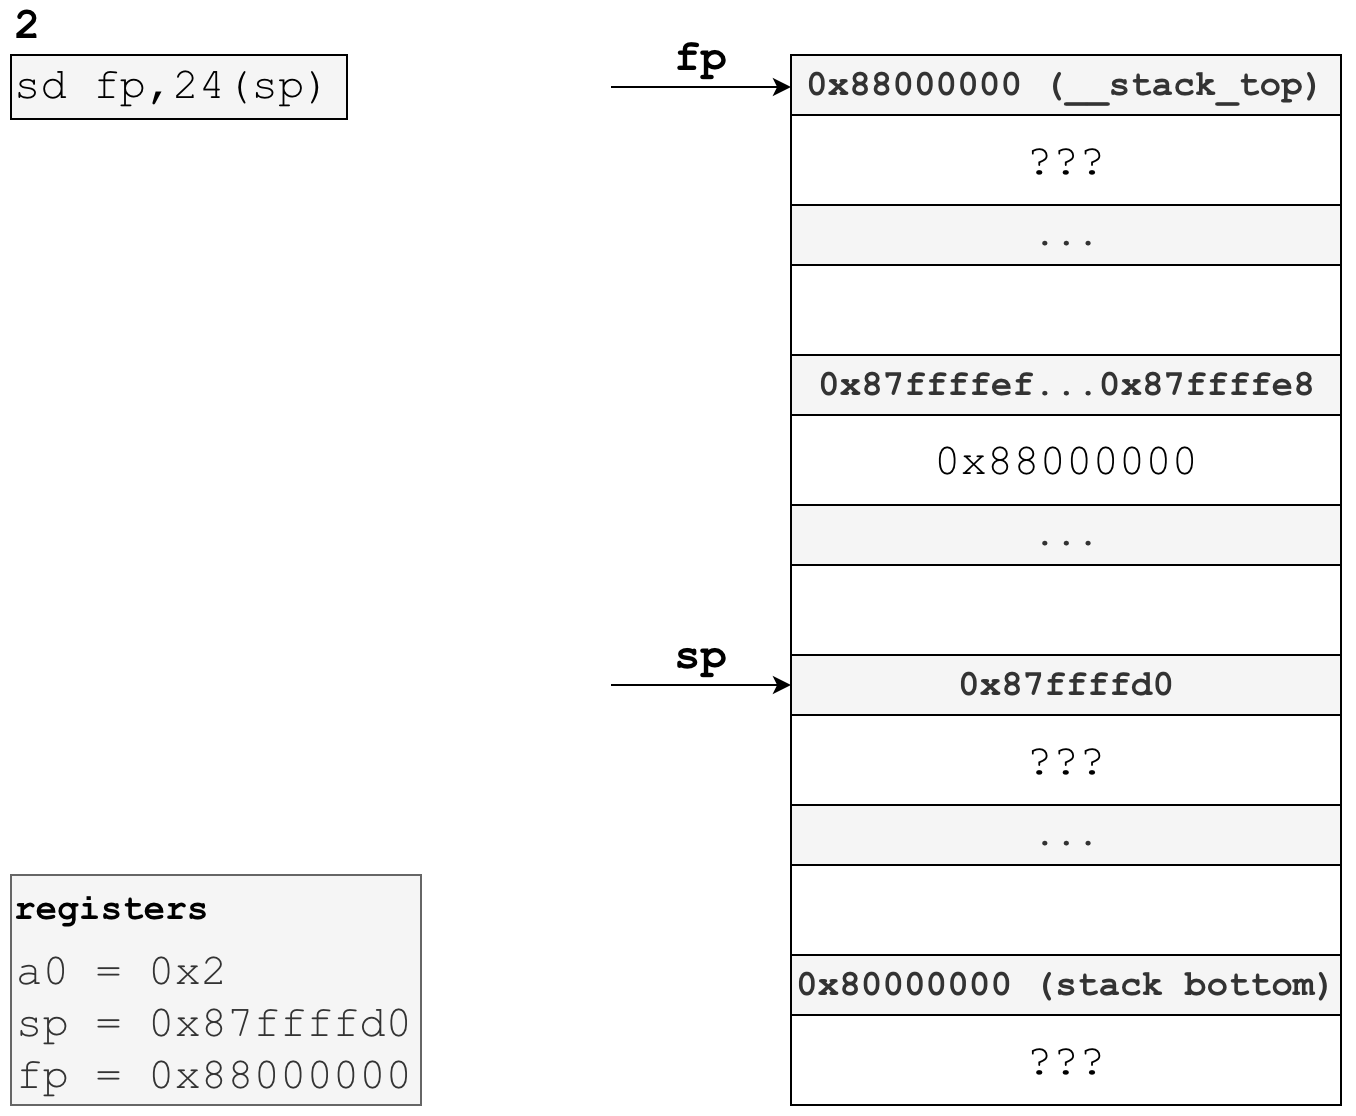 2
sd fp,24(sp)
fp
0x88000000 (__stack_top)
???
...
0x87ffffef...0x87ffffe8
0x88000000
...
sp
0x87ffffd0
???
...
registers
a0 = 0x2
sp = 0x87ffffd0
fp = 0x88000000
0x80000000 (stack bottom)
???